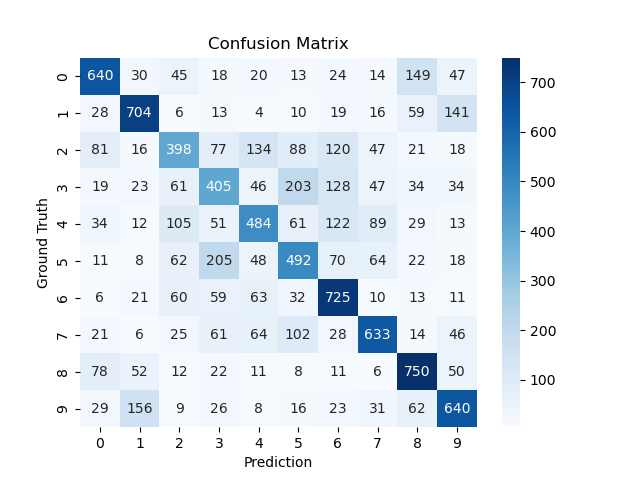 Confusion Matrix
0 640 30 45 18 20 13 24 14 149 47
1 28 704 6 13 4 10 19 16 59 141
2 81 16 398 77 134 88 120 47 21 18
3 19 23 61 405 46 203 128 47 34 34
4 34 12 105 51 484 61 122 89 29 13
5 11 8 62 205 48 492 70 64 22 18
6 6 21 60 59 63 32 725 10 13 11
7 21 6 25 61 64 102 28 633 14 46
8 78 52 12 22 11 8 11 6 750 50
9 29 156 9 26 8 16 23 31 62 640
0 1 2 3 4 5 6 7 8 9
Prediction
Ground Truth
700
600
500
400
300
200
100